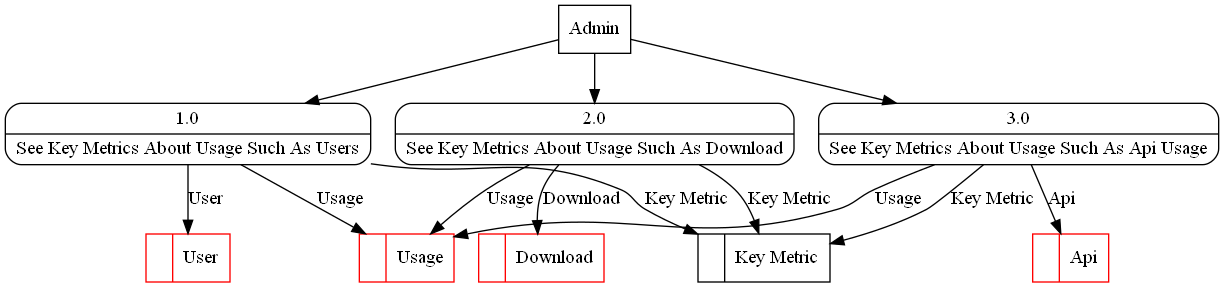 Admin
1.0
See Key Metrics About Usage Such As Users
2.0
See Key Metrics About Usage Such As Download
3.0
See Key Metrics About Usage Such As Api Usage
User
Usage
Key Metric
Usage
Download
Key Metric
Usage
Key Metric
Api
User
Usage
Download
Key Metric
Api